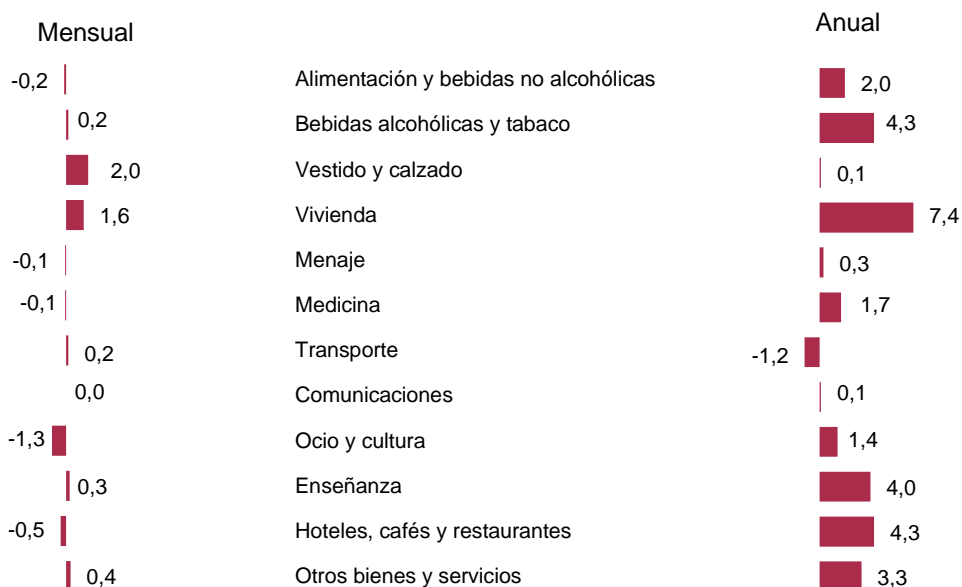 Mensual Anual
-0,2 Alimentación y bebidas no alcohólicas 2,0
0,2 Bebidas alcohólicas y tabaco 4,3
2,0 Vestido y calzado 0,1
1,6 Vivienda 7,4
-0,1 Menaje 0,3
-0,1 Medicina 1,7
0,2 Transporte -1,2
0,0 Comunicaciones 0,1
-1,3 Ocio y cultura 1,4
0,3 Enseñanza 4,0
-0,5 Hoteles, cafés y restaurantes 4,3
0,4 Otros bienes y servicios 3,3